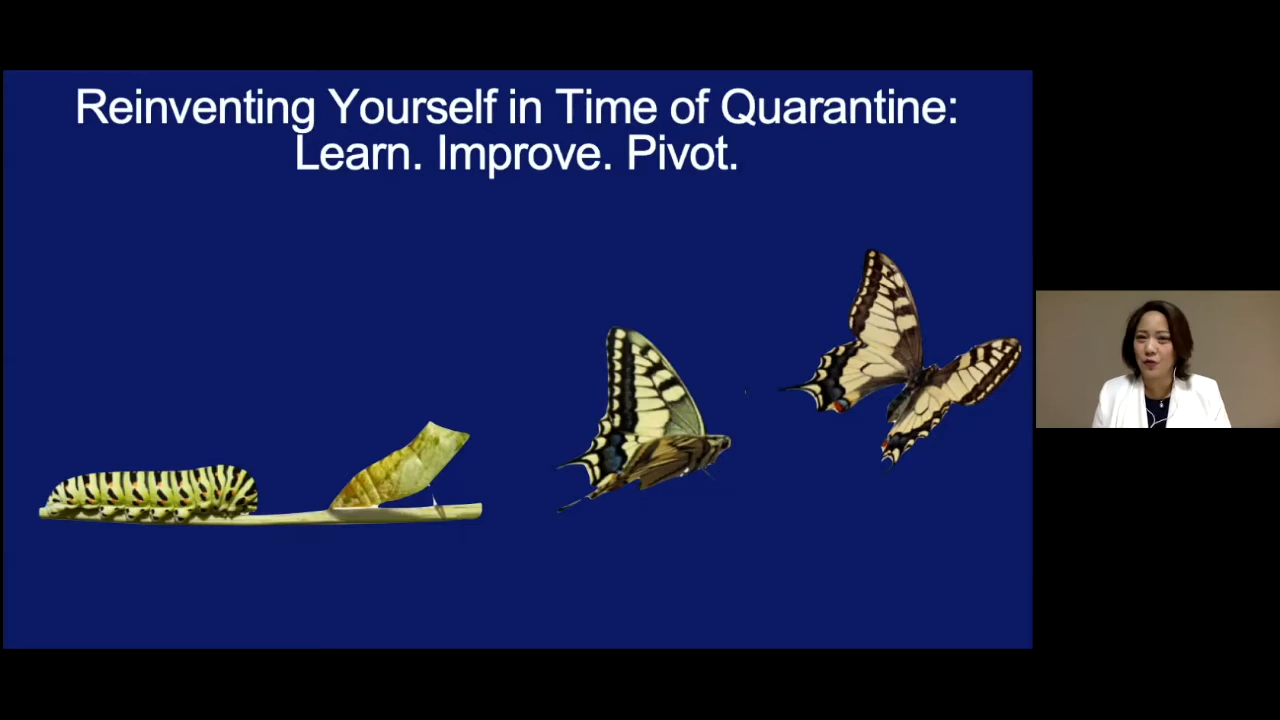 Reinventing Yourself in Time of Quarantine:
Learn. Improve. Pivot.